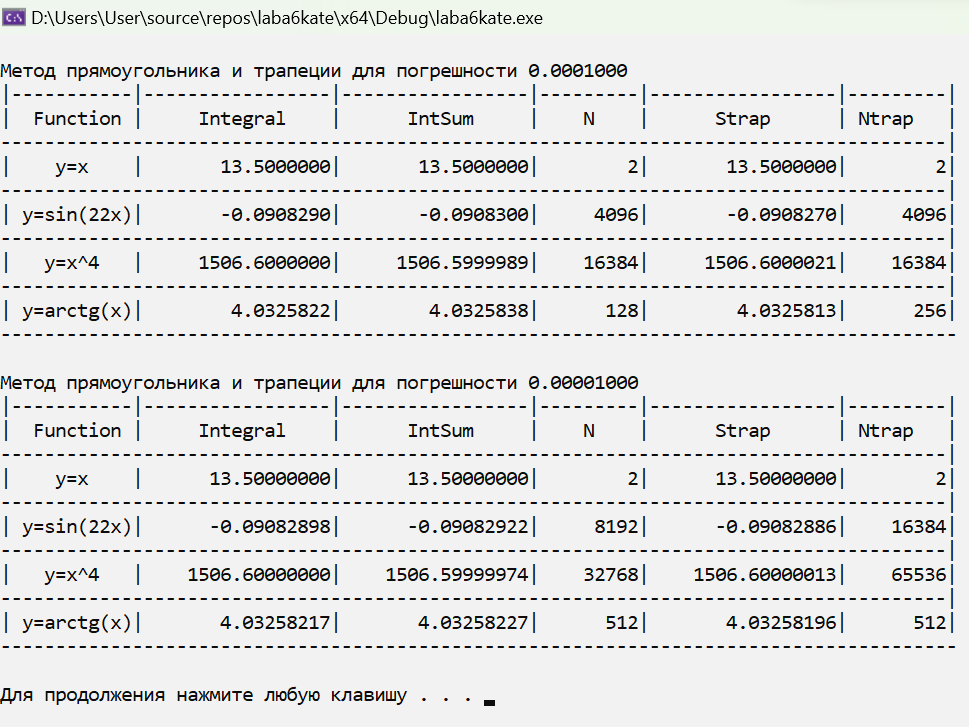 D:\Users\User\source\repos\laba6kate\x64\Debug\laba6kate.exe
Метод прямоугольника и трапеции для погрешности 0.0001000
|-----------|-----------------|-----------------|---------|-----------------|---------|
|  Function |     Integral    |      IntSum     |    N    |      Strap      | Ntrap   |
--------------------------------------------------------------------------------------|
|    y=x    |       13.5000000|       13.5000000|        2|       13.5000000|        2|
--------------------------------------------------------------------------------------|
| y=sin(22x)|       -0.0908290|       -0.0908300|     4096|       -0.0908270|     4096|
--------------------------------------------------------------------------------------|
|   y=x^4   |     1506.6000000|     1506.5999989|    16384|     1506.6000021|    16384|
--------------------------------------------------------------------------------------|
| y=arctg(x)|        4.0325822|        4.0325838|      128|        4.0325813|      256|
---------------------------------------------------------------------------------------
Метод прямоугольника и трапеции для погрешности 0.00001000
|-----------|-----------------|-----------------|---------|-----------------|---------|
|  Function |     Integral    |      IntSum     |    N    |      Strap      | Ntrap   |
--------------------------------------------------------------------------------------|
|    y=x    |      13.50000000|      13.50000000|        2|      13.50000000|        2|
--------------------------------------------------------------------------------------|
| y=sin(22x)|      -0.09082898|      -0.09082922|     8192|      -0.09082886|    16384|
--------------------------------------------------------------------------------------|
|   y=x^4   |    1506.60000000|    1506.59999974|    32768|    1506.60000013|    65536|
--------------------------------------------------------------------------------------|
| y=arctg(x)|       4.03258217|       4.03258227|      512|       4.03258196|      512|
---------------------------------------------------------------------------------------
Для продолжения нажмите любую клавишу . . .